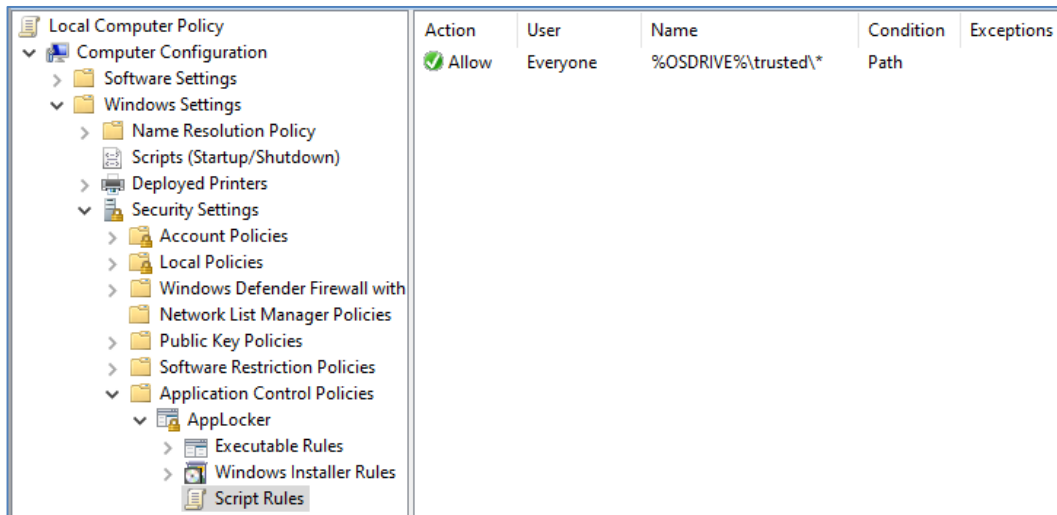 Local Computer Policy
Computer Configuration
Software Settings
Windows Settings
Name Resolution Policy
Scripts (Startup/Shutdown)
Deployed Printers
Security Settings
Account Policies
Local Policies
Windows Defender Firewall with
Network List Manager Policies
Public Key Policies
Software Restriction Policies
Application Control Policies
AppLocker
Executable Rules
Windows Installer Rules
Script Rules
Action User Name Condition Exceptions
Allow Everyone %OSDRIVE%\trusted\* Path